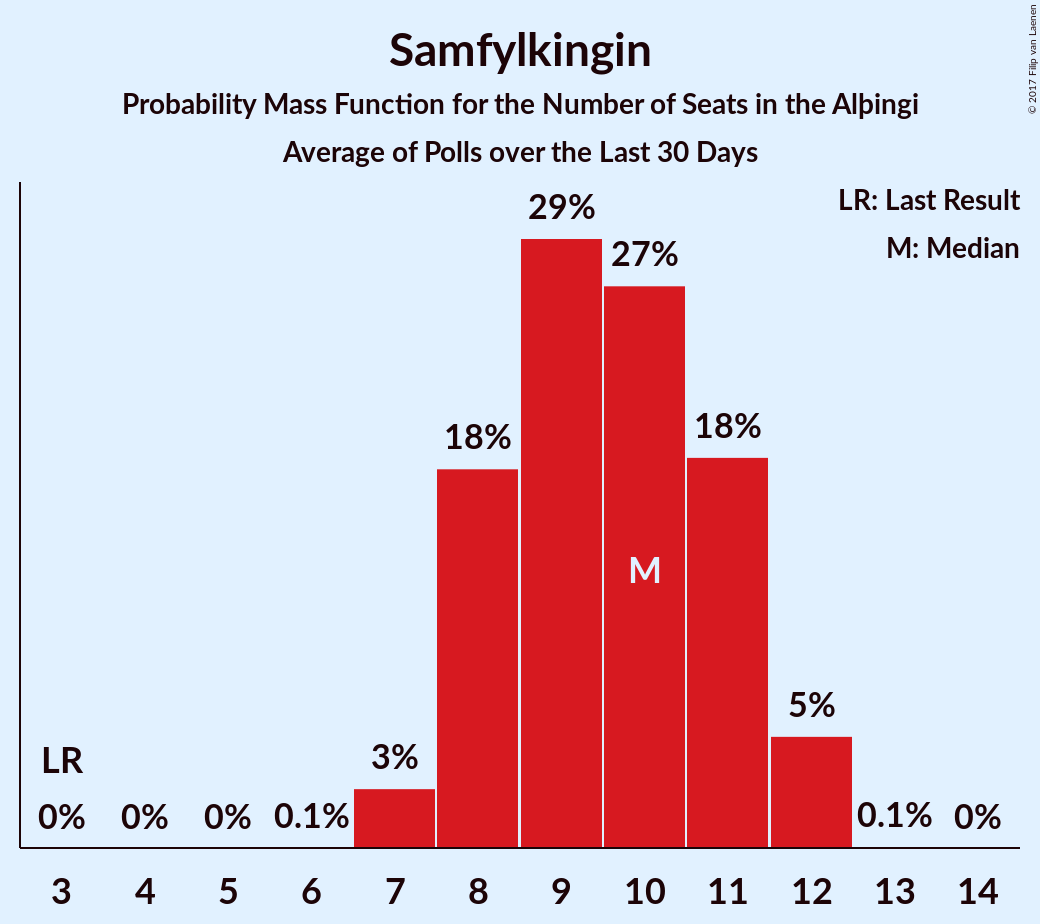 Samfylkingin
Probability Mass Function for the Number of Seats in the Alþingi
Average of Polls over the Last 30 Days
© 2017 Filip van Laenen
LR: Last Result
M: Median
29%
27%
18%
18%
M
5%
3%
LR
0% 0% 0% 0.1% 0.1% 0%
3 4 5 6 7 8 9 10 11 12 13 14